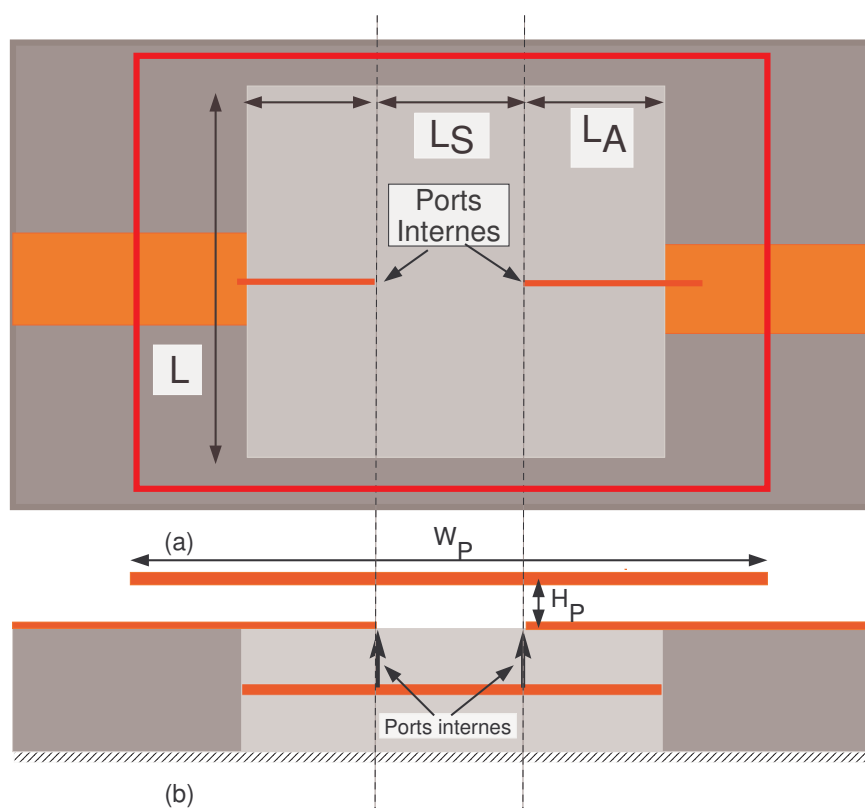 L_S
L_A
Ports
Internes
L
(a)
W_P
H_P
Ports internes
(b)